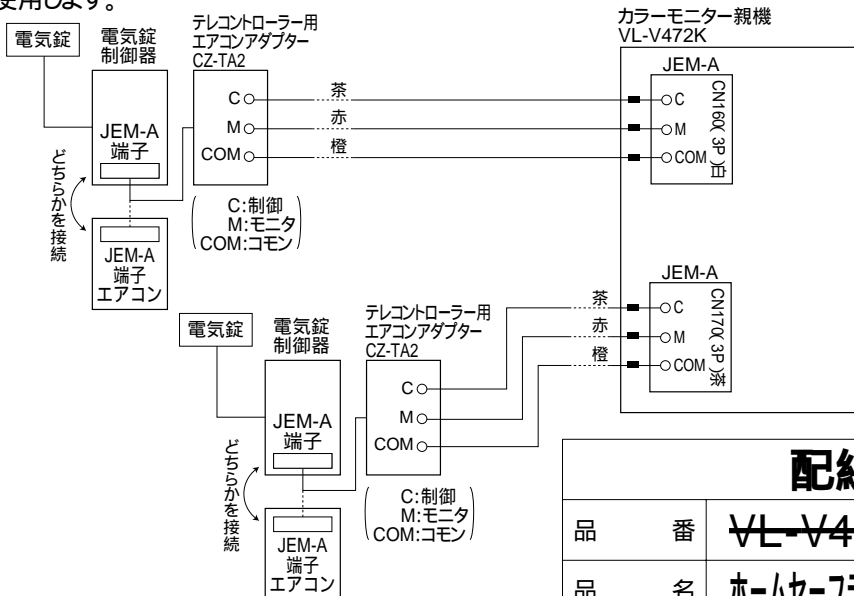 使用します。
カラーモニター親機
VL-V472K
電気錠
電気錠
制御器
テレコントローラー用
エアコンアダプター
CZ-TA2
JEM-A
C
茶
C
CN160(3P)白
M
赤
M
COM
橙
COM
JEM-A
端子
どちらかを接続
C:制御
M:モニタ
COM:コモン
JEM-A
端子
エアコン
JEM-A
電気錠
電気錠
制御器
テレコントローラー用
エアコンアダプター
CZ-TA2
茶
C
CN170(3P)茶
赤
M
橙
COM
C
M
COM
JEM-A
端子
どちらかを接続
C:制御
M:モニタ
COM:コモン
JEM-A
端子
エアコン
配
品 番 VL-V4
品 名 ホームセーフ